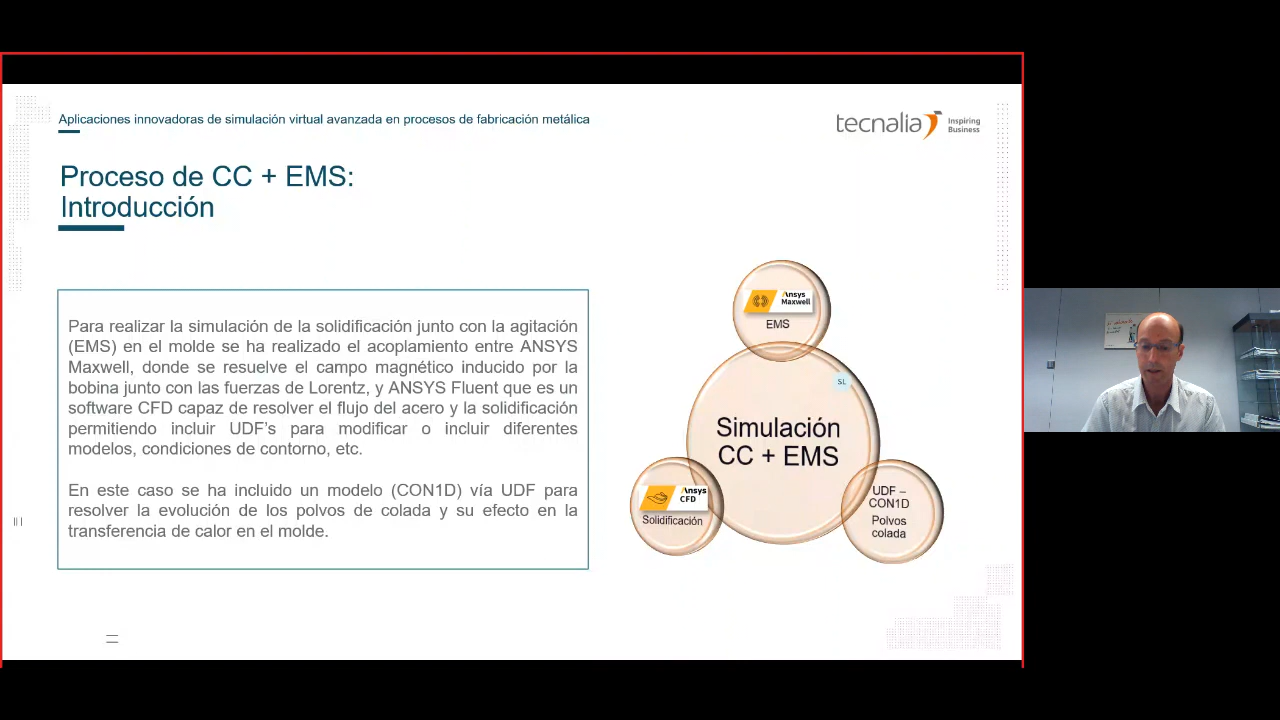 Aplicaciones innovadoras de simulación virtual avanzada en procesos de fabricación metálica
tecnalia
Inspiring
Business
Proceso de CC + EMS:
Introducción
Para realizar la simulación de la solidificación junto con la agitación
(EMS) en el molde se ha realizado el acoplamiento entre ANSYS
Maxwell, donde se resuelve el campo magnético inducido por la
bobina junto con las fuerzas de Lorentz, y ANSYS Fluent que es un
software CFD capaz de resolver el flujo del acero y la solidificación
permitiendo incluir UDF's para modificar o incluir diferentes
modelos, condiciones de contorno, etc.
En este caso se ha incluido un modelo (CON1D) vía UDF para
resolver la evolución de los polvos de colada y su efecto en la
transferencia de calor en el molde.
Ansys
Maxwell
EMS
SL
Simulación
CC + EMS
Ansys
CFD
Solidificación
UDF –
CON1D
Polvos
colada